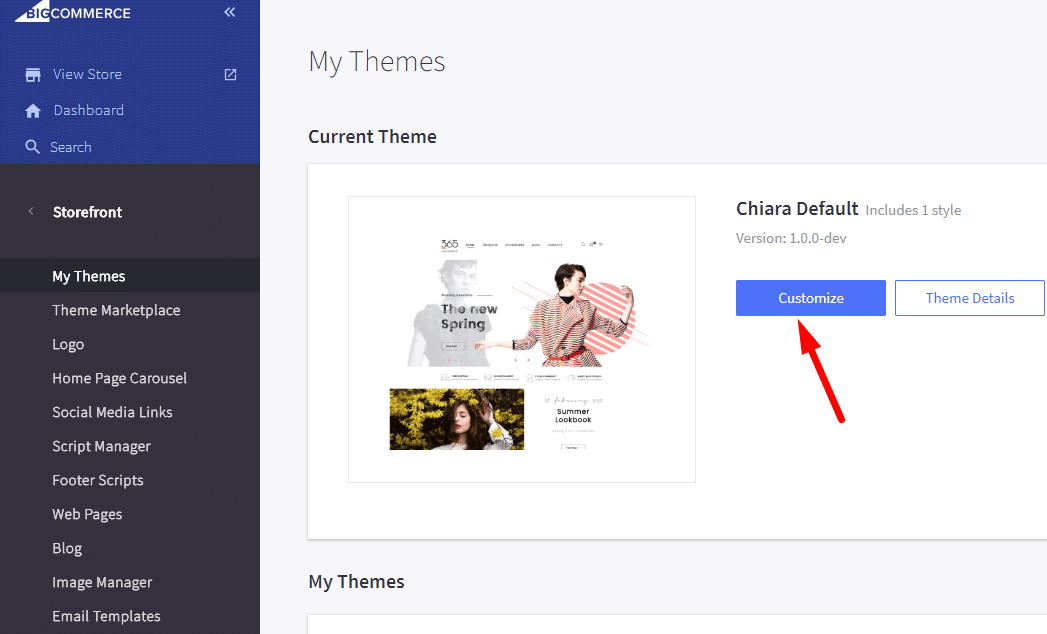 BIGCOMMERCE
View Store
Dashboard
Search
Storefront
My Themes
Theme Marketplace
Logo
Home Page Carousel
Social Media Links
Script Manager
Footer Scripts
Web Pages
Blog
Image Manager
Email Templates
My Themes
Current Theme
365
The new
Spring
Summer
Lookbook
Chiara Default Includes 1 style
Version: 1.0.0-dev
Customize
Theme Details
My Themes